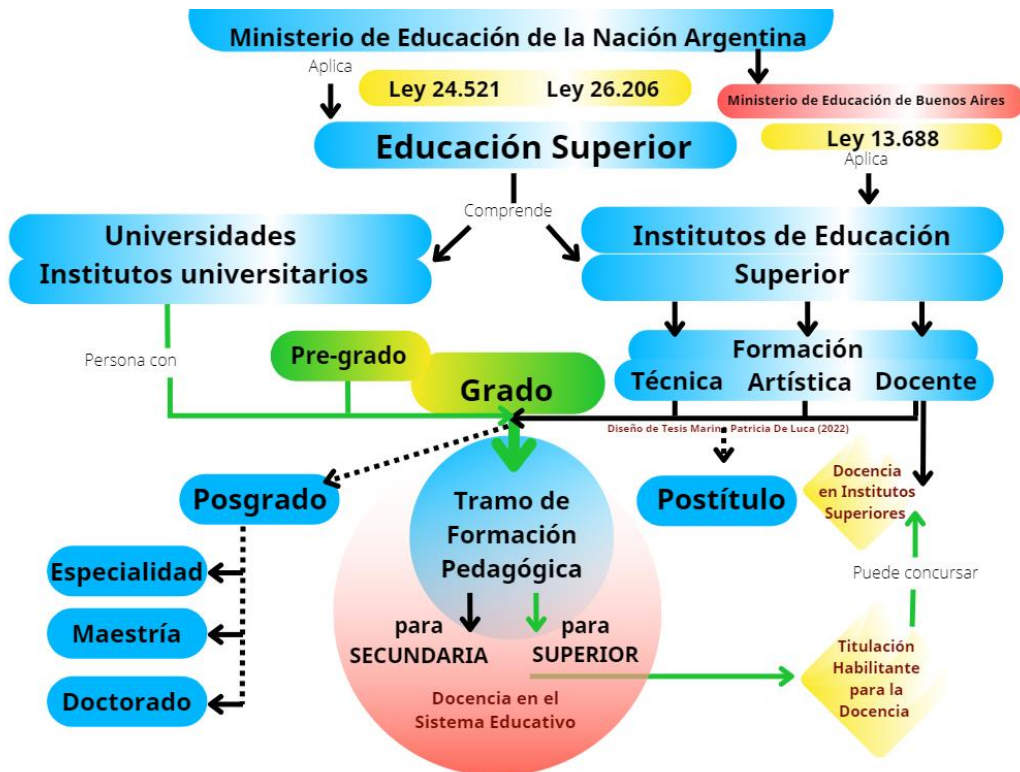 Ministerio de Educación de la Nación Argentina
Aplica
Ley 24.521 Ley 26.206
Ministerio de Educación de Buenos Aires
Educación Superior
Ley 13.688
Aplica
Comprende
Universidades
Institutos universitarios
Institutos de Educación
Superior
Persona con
Pre-grado
Grado
Formación
Técnica Artística Docente
Diseño de Tesis Marina Patricia De Luca (2022)
Posgrado
Especialidad
Maestría
Doctorado
Tramo de
Formación
Pedagógica
para
SECUNDARIA
para
SUPERIOR
Docencia en el
Sistema Educativo
Postítulo
Docencia
en Institutos
Superiores
Puede concursar
Titulación
Habilitante
para la
Docencia